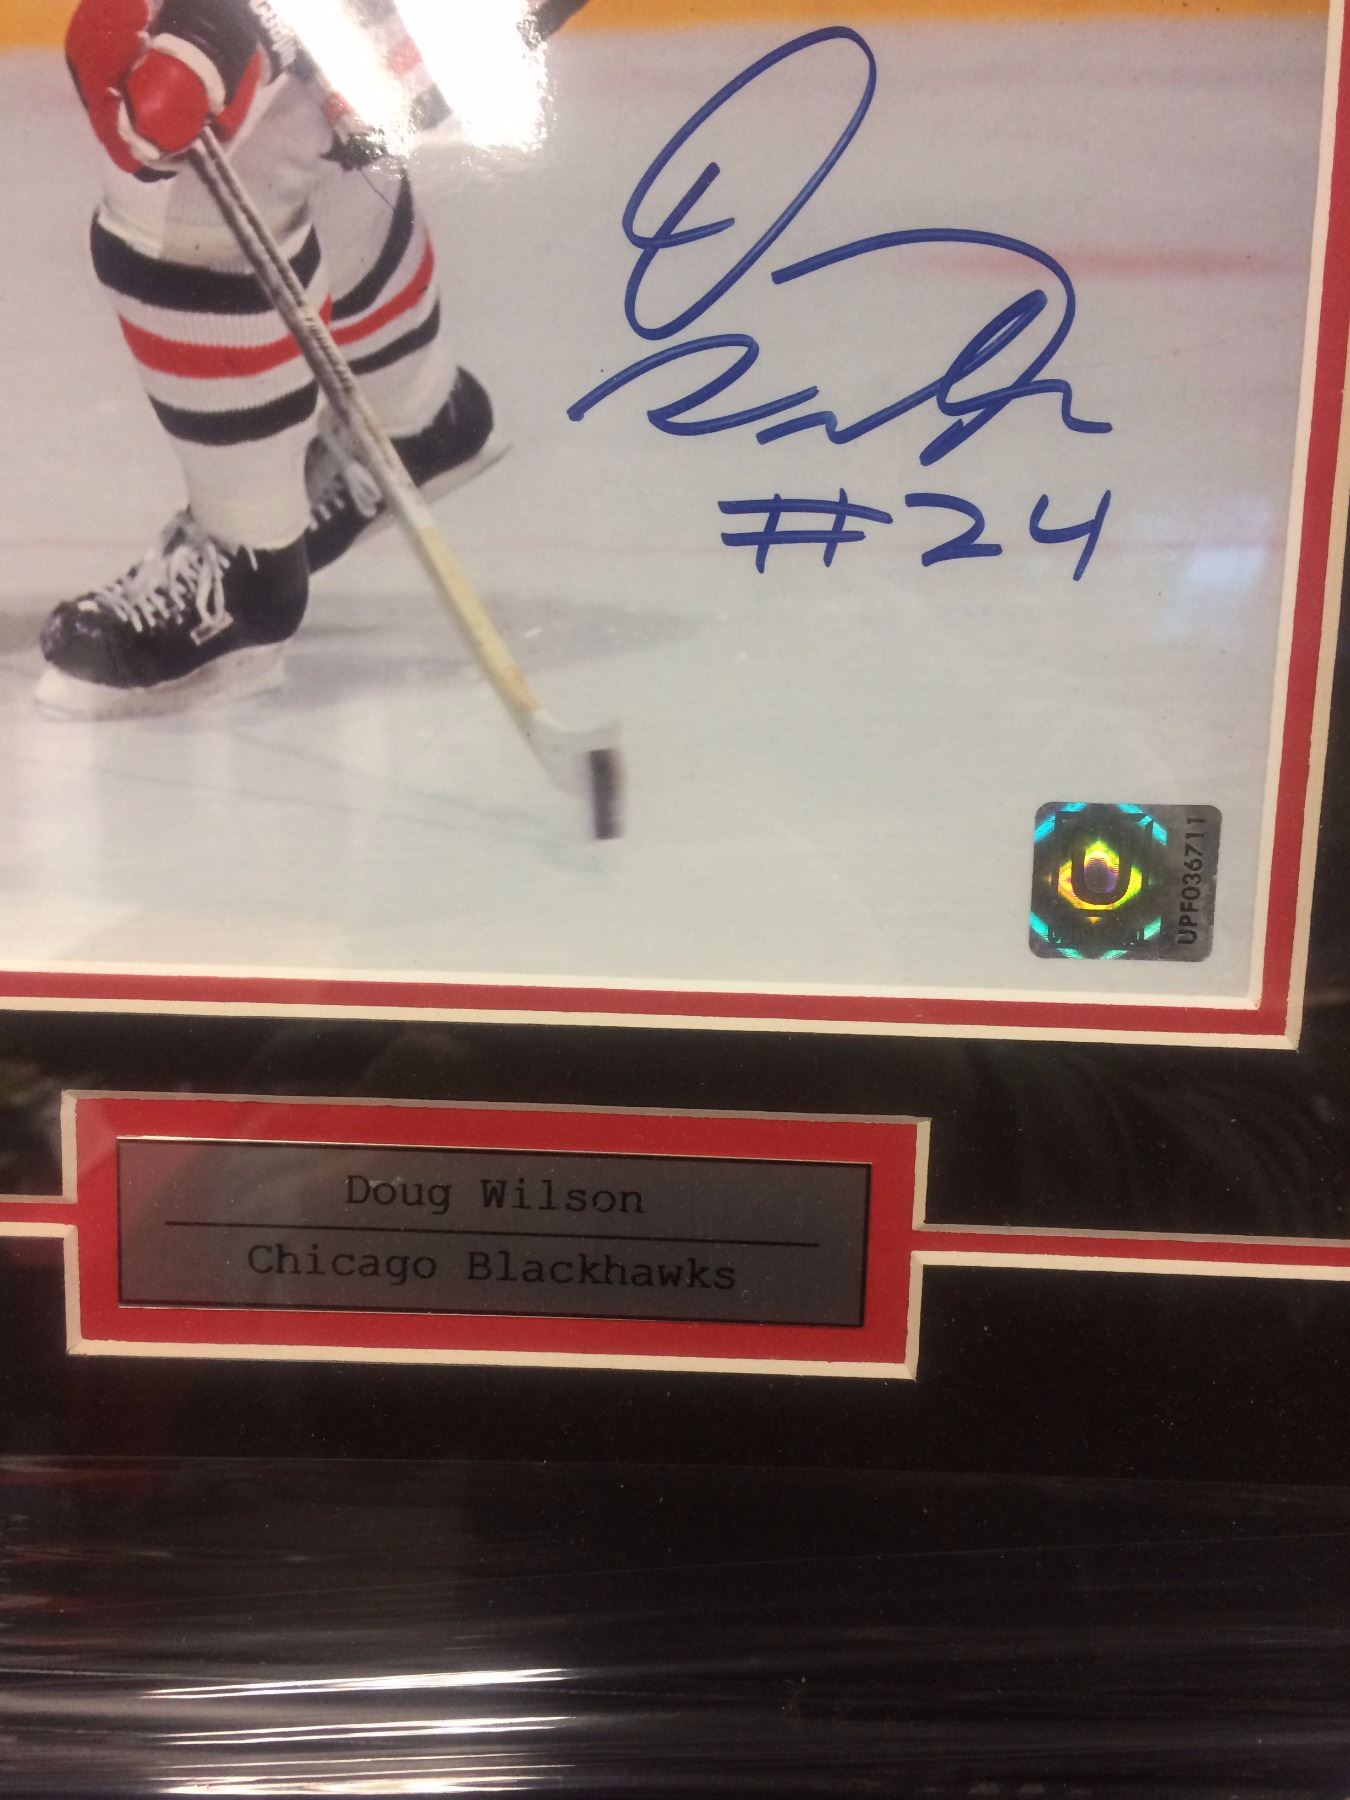 #24
U
UPF036711
Doug Wilson
Chicago Blackhawks